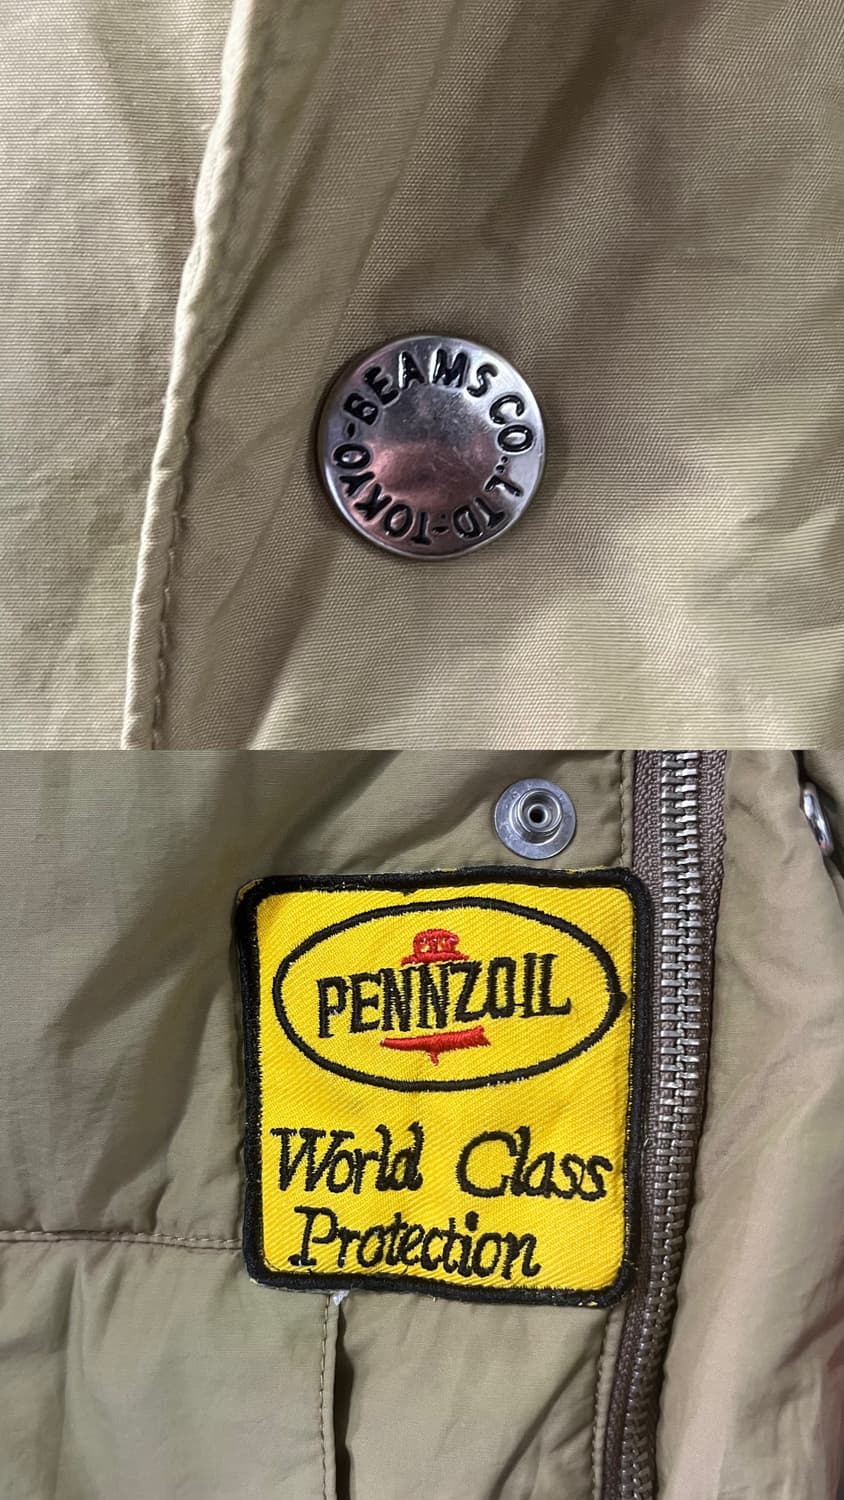 BEAMS CO.,LTD-TOKYO-
PENNZOIL
World Class
Protection